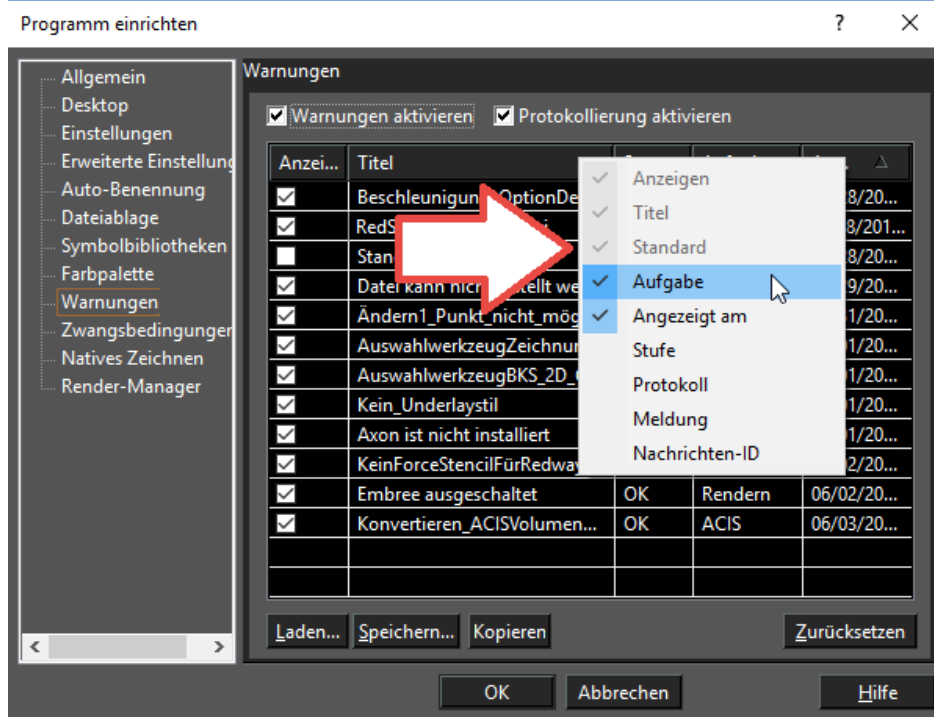 Programm einrichten
Allgemein
Desktop
Einstellungen
Erweiterte Einstellung
Auto-Benennung
Dateiablage
Symbolbibliotheken
Farbpalette
Warnungen
Zwangsbedingungen
Natives Zeichnen
Render-Manager
Warnungen
Warnungen aktivieren Protokollierung aktivieren
Anzei... Titel
8/20...
8/201...
8/20...
Datei kann nich 9/20...
Ändern1_Punkt_nicht_mög 1/20...
AuswahlwerkzeugZeichnu 1/20...
AuswahlwerkzeugBKS_2D_ 1/20...
Kein_Underlaystil 1/20...
Axon ist nicht installiert 1/20...
KeinForceStencilFürRedway 2/20...
Embree ausgeschaltet OK Rendern 06/02/20...
Konvertieren_ACISVolumen... OK ACIS 06/03/20...
Anzeigen
Titel
Standard
Aufgabe
Angezeigt am
Stufe
Protokoll
Meldung
Nachrichten-ID
Laden... Speichern... Kopieren Zurücksetzen
OK Abbrechen Hilfe